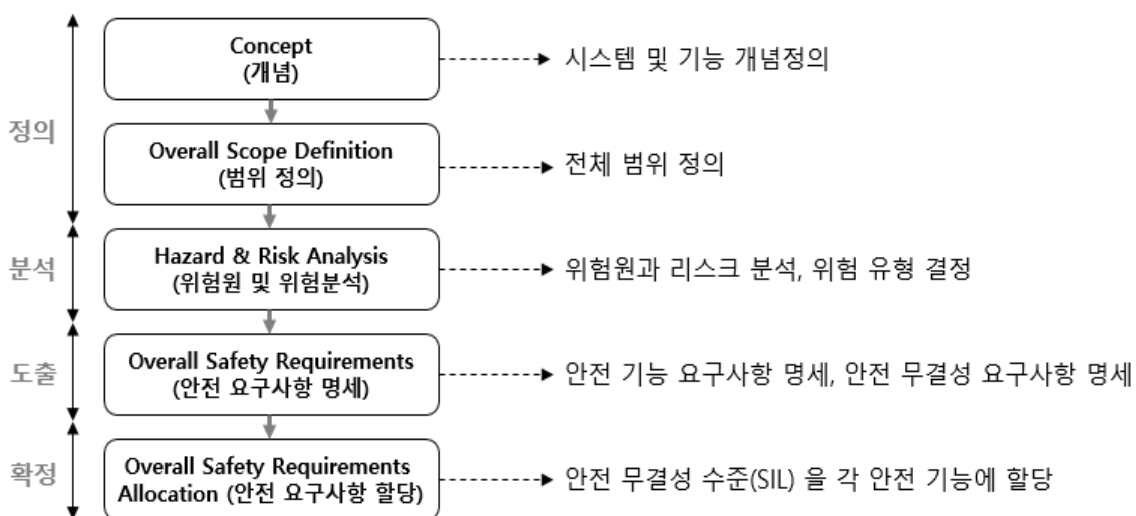 정의
Concept
(개념)
시스템 및 기능 개념정의
Overall Scope Definition
(범위 정의)
전체 범위 정의
분석
Hazard & Risk Analysis
(위험원 및 위험분석)
위험원과 리스크 분석, 위험 유형 결정
도출
Overall Safety Requirements
(안전 요구사항 명세)
안전 기능 요구사항 명세, 안전 무결성 요구사항 명세
확정
Overall Safety Requirements
Allocation (안전 요구사항 할당)
안전 무결성 수준(SIL) 을 각 안전 기능에 할당